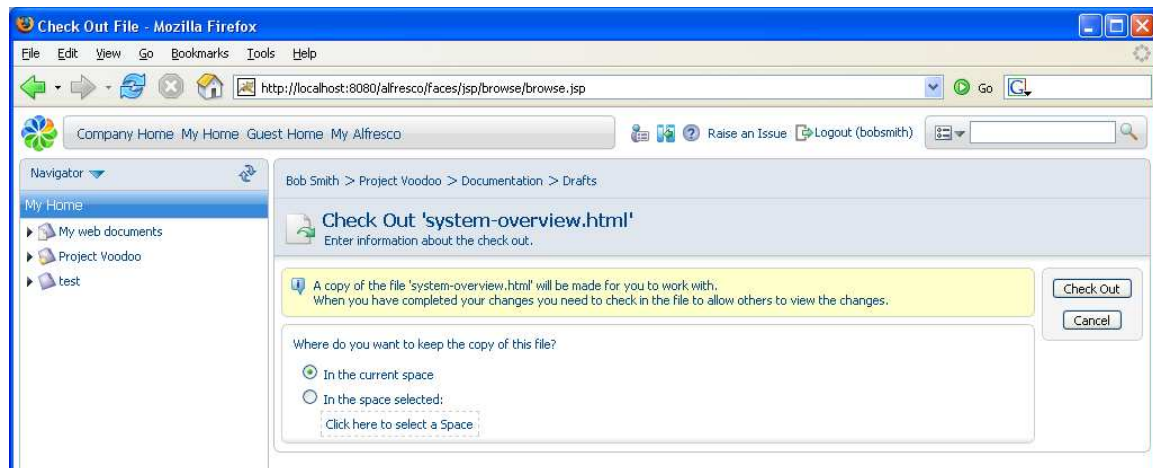 Check Out File - Mozilla Firefox
File Edit View Go Bookmarks Tools Help
http://localhost:8080/alfresco/faces/jsp/browse/browse.jsp
Go
G
Company Home My Home Guest Home My Alfresco
Raise an Issue Logout (bobsmith)
Navigator
My Home
My web documents
Project Voodoo
test
Bob Smith > Project Voodoo > Documentation > Drafts
Check Out 'system-overview.html'
Enter information about the check out.
A copy of the file 'system-overview.html' will be made for you to work with.
When you have completed your changes you need to check in the file to allow others to view the changes.
Check Out
Cancel
Where do you want to keep the copy of this file?
In the current space
In the space selected:
Click here to select a Space